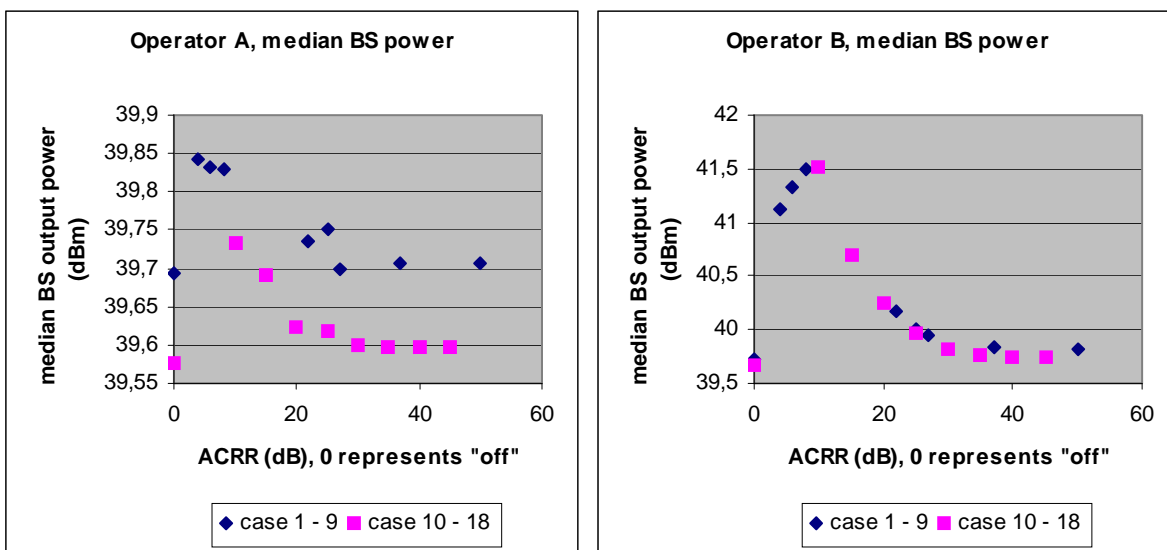 Operator A, median BS power
median BS output power
(dBm)
39,9
39,85
39,8
39,75
39,7
39,65
39,6
39,55
0
20
40
60
ACRR (dB), 0 represents "off"
case 1 - 9
case 10 - 18
Operator B, median BS power
median BS output power
(dBm)
42
41,5
41
40,5
40
39,5
0
20
40
60
ACRR (dB), 0 represents "off"
case 1 - 9
case 10 - 18